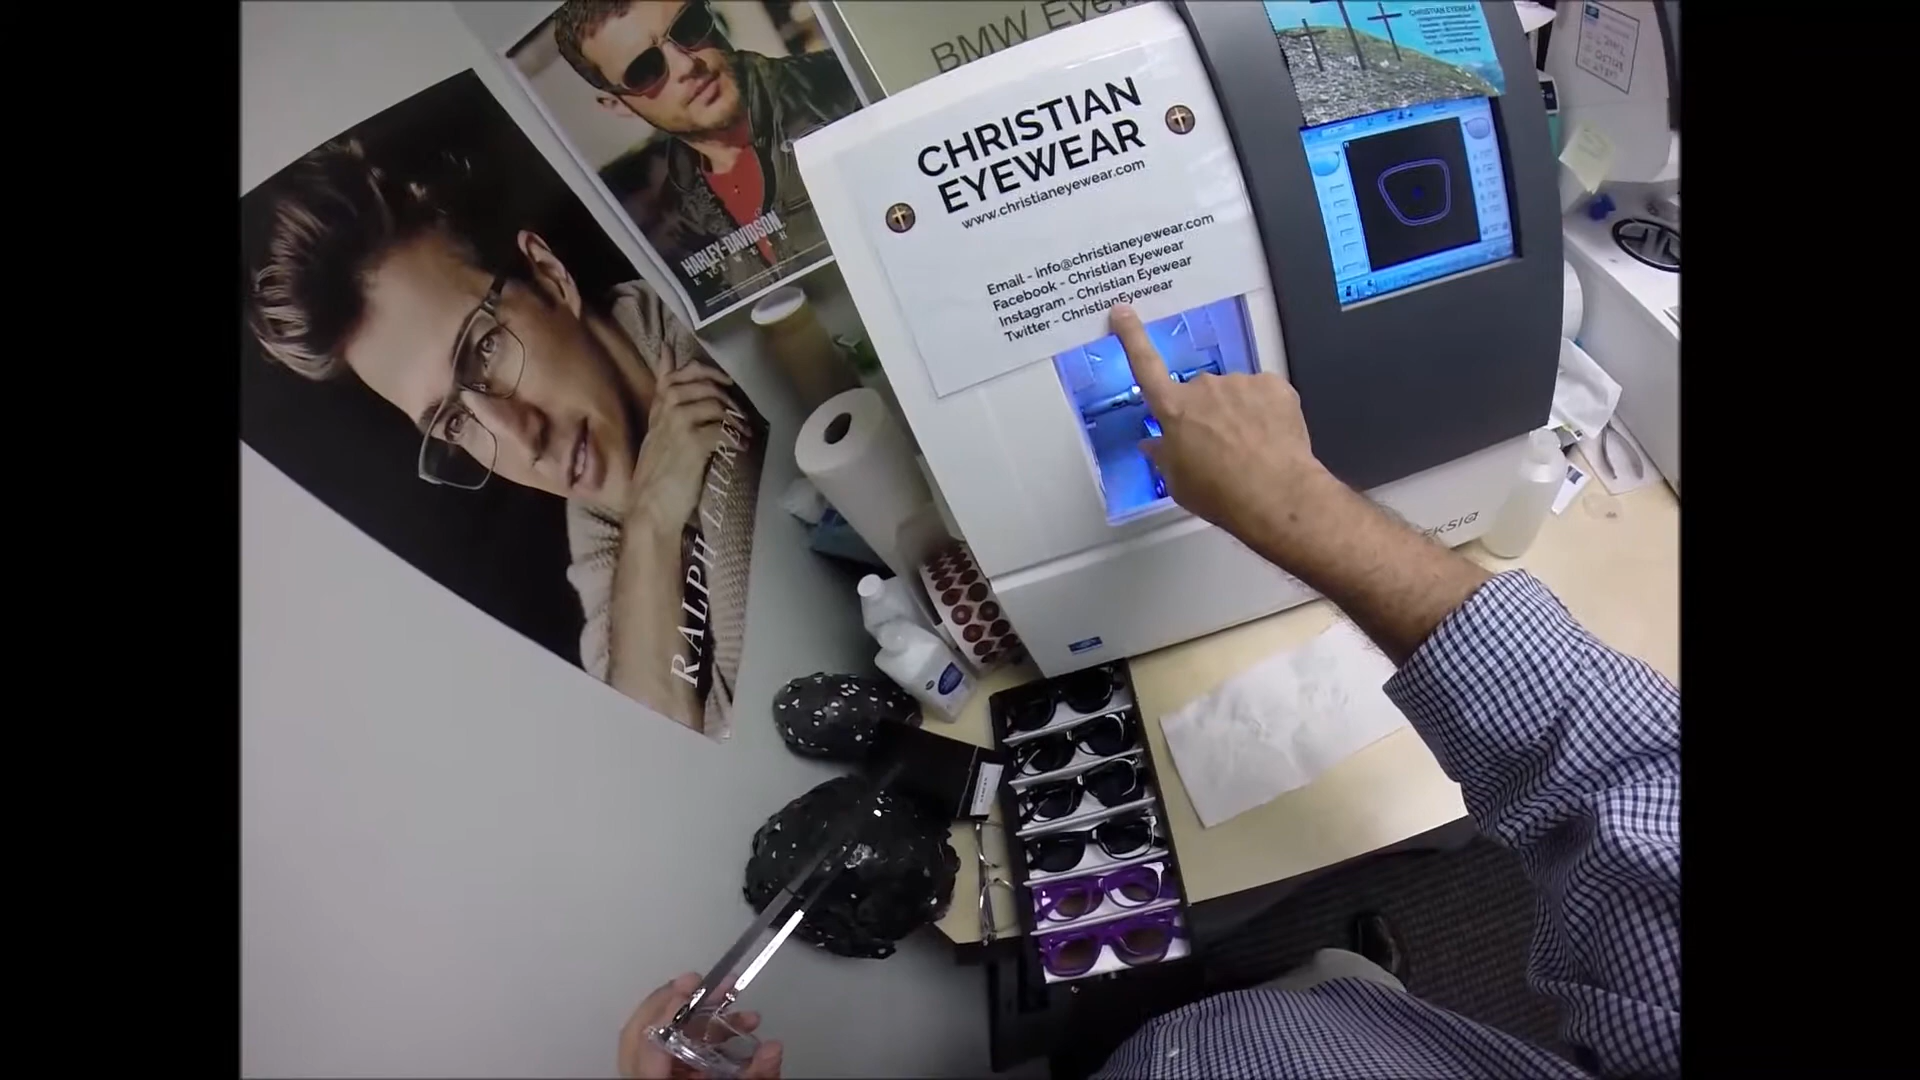 BMW Eyew
CHRISTIAN
EYEWEAR
www.christianeyewear.com
Email - info@christianeyewear.com
Facebook - Christian Eyewear
Instagram - Christian Eyewear
Twitter - ChristianEyewear
CHRISTIAN EYEWEAR
HARLEY-DAVIDSON
RALPH LAUREN